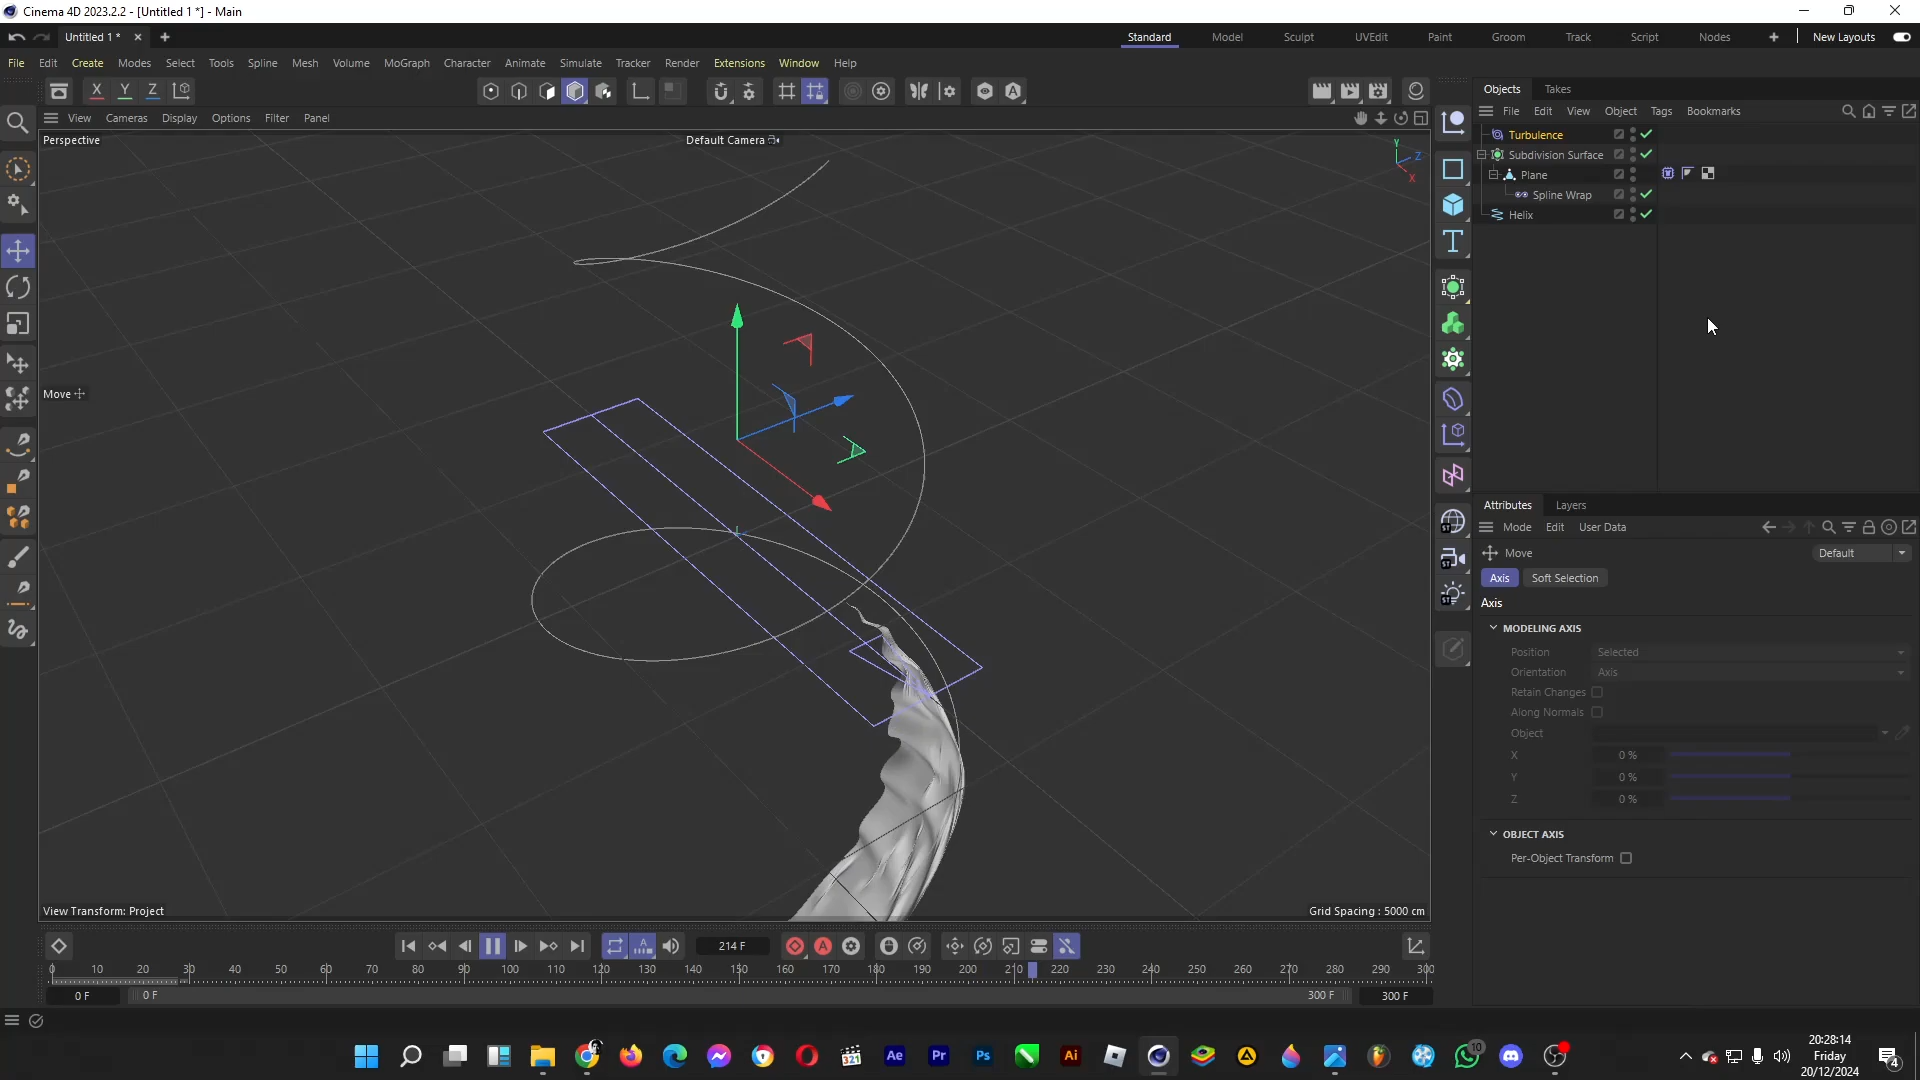 Cinema 4D 2023.2.2 - [Untitled 1 *] - Main
Untitled 1 *
Standard Model Sculpt UVEdit Paint Groom Track Script Nodes New Layouts
File Edit Create Modes Select Tools Spline Mesh Volume MoGraph Character Animate Simulate Tracker Render Extensions Window Help
X Y Z
Objects Takes
View Cameras Display Options Filter Panel
File Edit View Object Tags Bookmarks
Perspective
Default Camera
Y
Z
X
Turbulence
Subdivision Surface
Plane
Spline Wrap
Helix
Move
Attributes Layers
Mode Edit User Data
Move
Default
Axis Soft Selection
Axis
MODELING AXIS
Position Selected
Orientation Axis
Retain Changes
Along Normals
Object
X 0 %
Y 0 %
Z 0 %
OBJECT AXIS
Per-Object Transform
View Transform: Project
Grid Spacing : 5000 cm
214 F
0 10 20 30 40 50 60 70 80 90 100 110 120 130 140 150 160 170 180 190 200 210 220 230 240 250 260 270 280 290 300
0 F 0 F 300 F 300 F
321 Ae Pr Ps Ai 10
20:28:14
Friday
20/12/2024
4